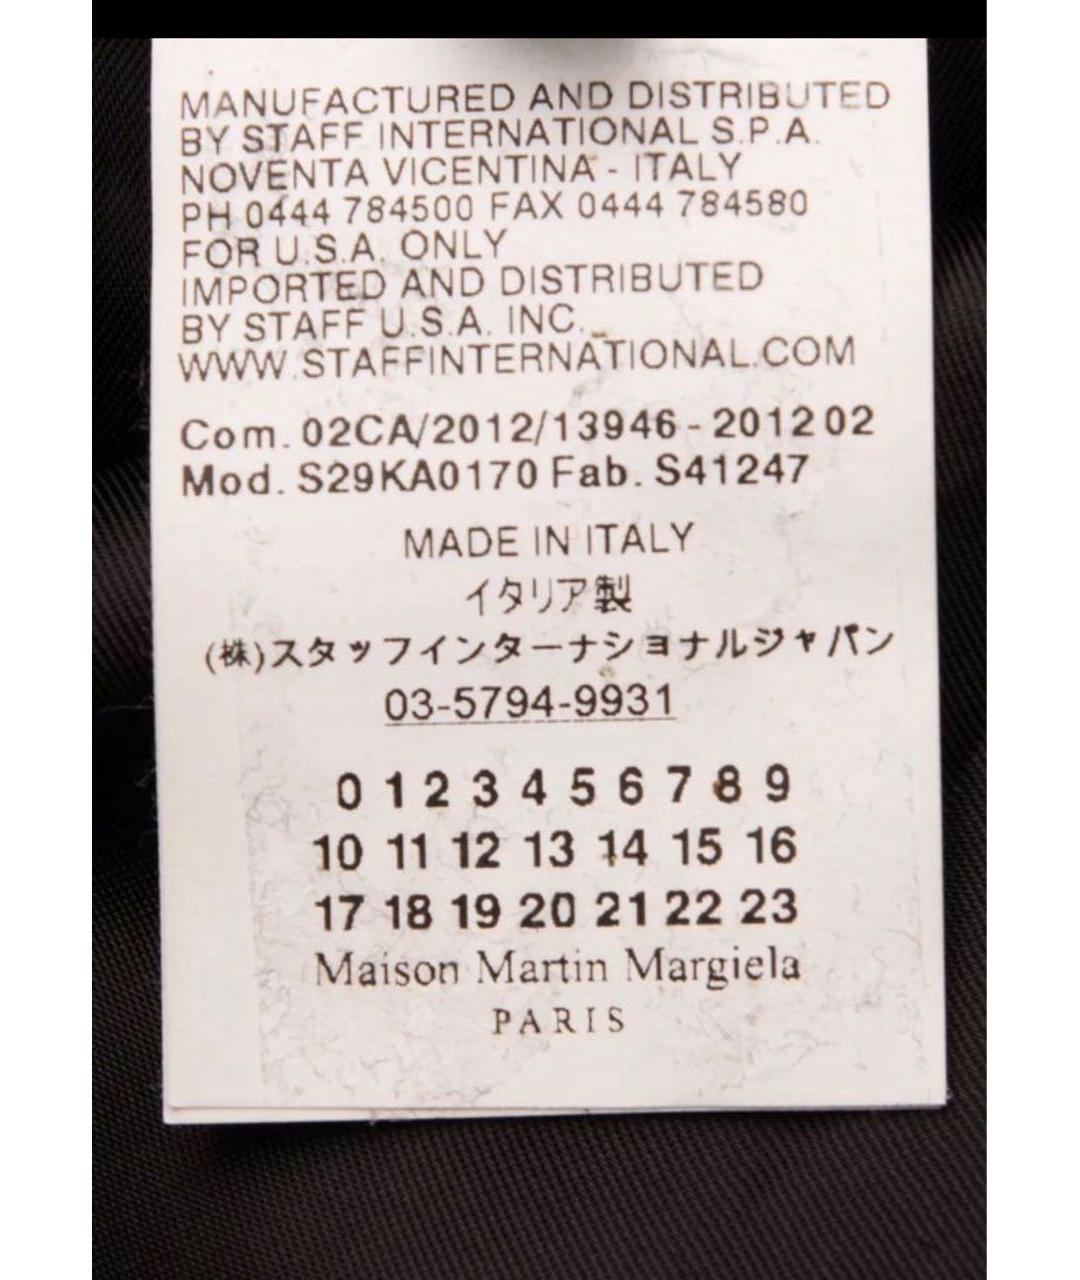 MANUFACTURED AND DISTRIBUTED
BY STAFF INTERNATIONAL S.P.A.
NOVENTA VICENTINA - ITALY
PH 0444 784500 FAX 0444 784580
FOR U.S.A. ONLY
IMPORTED AND DISTRIBUTED
BY STAFF U.S.A. INC.
WWW.STAFFINTERNATIONAL.COM
Com. 02CA/2012/13946-201202
Mod. S29KA0170 Fab. S41247
MADE IN ITALY
イタリア製
(株)スタッフインターナショナルジャパン
03-5794-9931
0 1 2 3 4 5 6 7 8 9
10 11 12 13 14 15 16
17 18 19 20 21 22 23
Maison Martin Margiela
PARIS